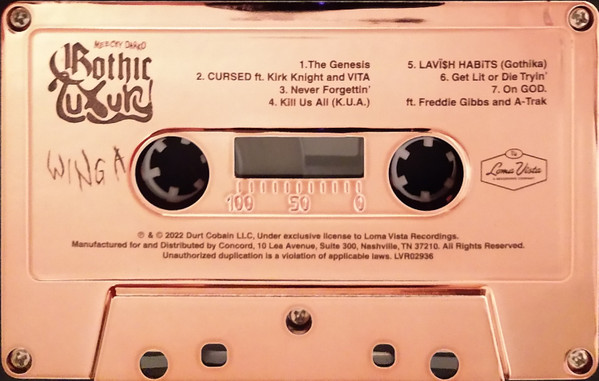 MEECHY DARKO
Gothic
Luxury
1.The Genesis
2. CURSED ft. Kirk Knight and VITA
3. Never Forgettin'
4. Kill Us All (K.U.A.)
5. LAVÏ$H HABiTS (Gothika)
6. Get Lit or Die Tryin'
7. On GOD.
ft. Freddie Gibbs and A-Trak
WING A
100 50 0
Loma Vista
℗ & © 2022 Durt Cobain LLC, Under exclusive license to Loma Vista Recordings.
Manufactured for and Distributed by Concord, 10 Lea Avenue, Suite 300, Nashville, TN 37210. All Rights Reserved.
Unauthorized duplication is a violation of applicable laws. LVR02936